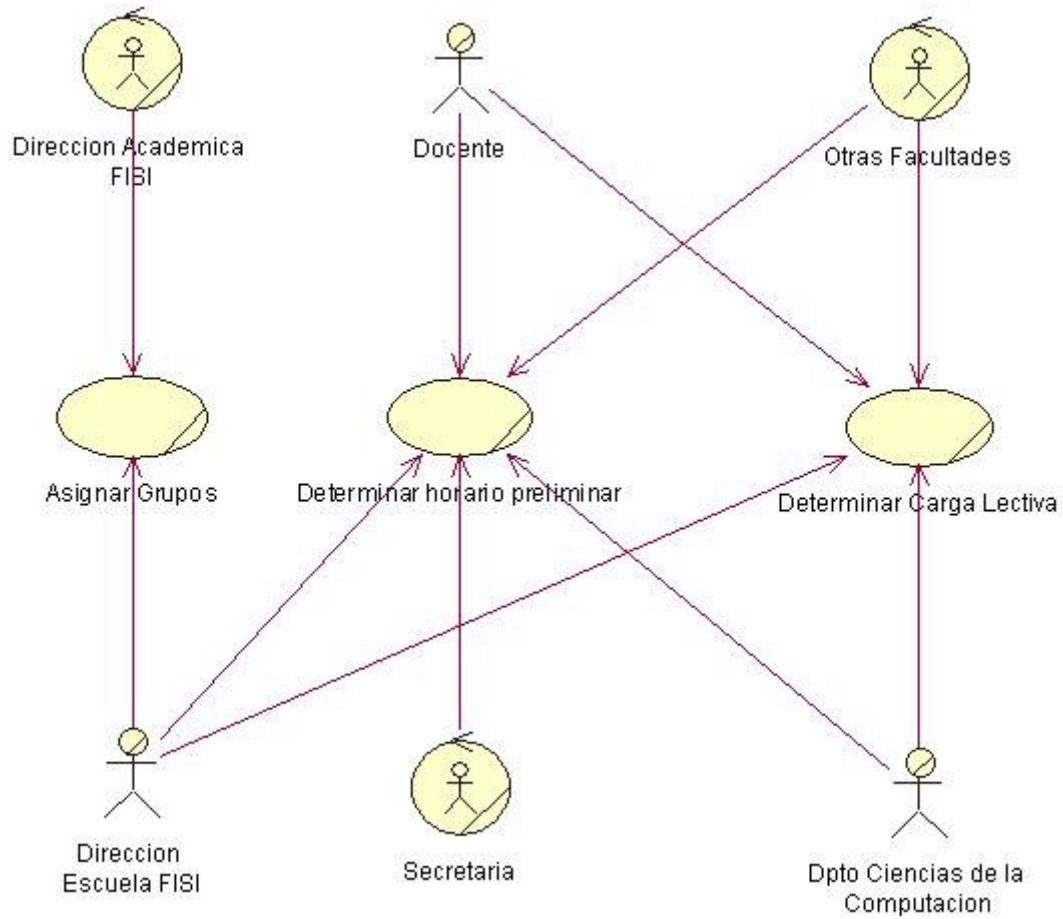 Direccion Academica
FISI
Docente
Otras Facultades
Asignar Grupos
Determinar horario preliminar
Determinar Carga Lectiva
Direccion
Escuela FISI
Secretaria
Dpto Ciencias de la
Computacion